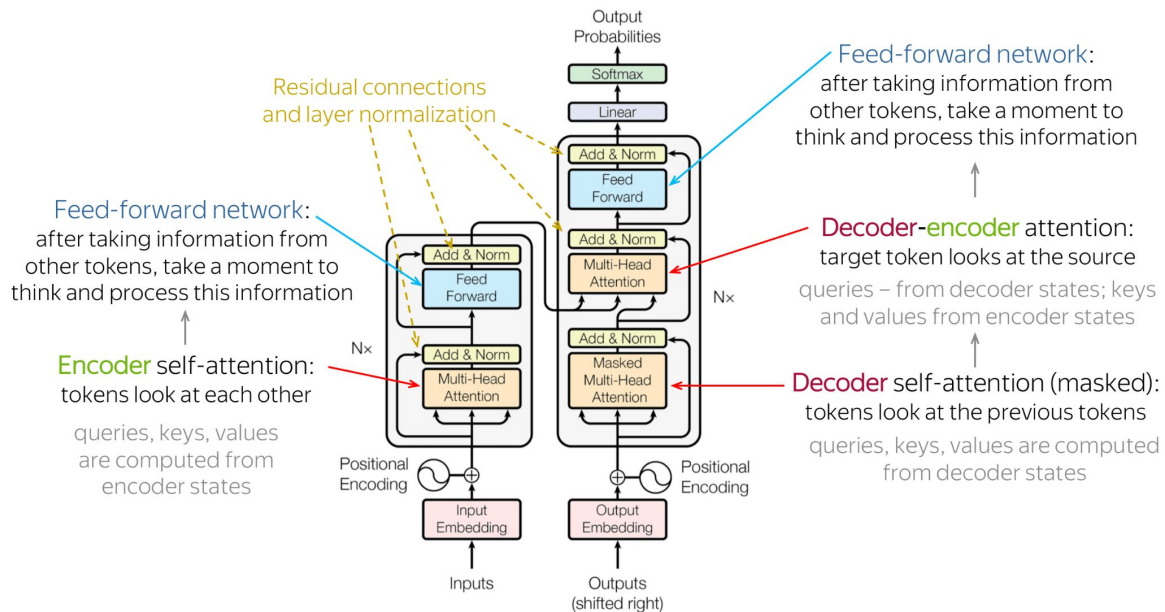 Residual connections
and layer normalization
Feed-forward network:
after taking information from
other tokens, take a moment to
think and process this information
Encoder self-attention:
tokens look at each other
queries, keys, values
are computed from
encoder states
Add & Norm
Feed
Forward
N×
Add & Norm
Multi-Head
Attention
Positional
Encoding
Input
Embedding
Inputs
Output
Probabilities
Softmax
Linear
Add & Norm
Feed
Forward
Add & Norm
Multi-Head
Attention
N×
Add & Norm
Masked
Multi-Head
Attention
Positional
Encoding
Output
Embedding
Outputs
(shifted right)
Feed-forward network:
after taking information from
other tokens, take a moment to
think and process this information
Decoder-encoder attention:
target token looks at the source
queries – from decoder states; keys
and values from encoder states
Decoder self-attention (masked):
tokens look at the previous tokens
queries, keys, values are computed
from decoder states